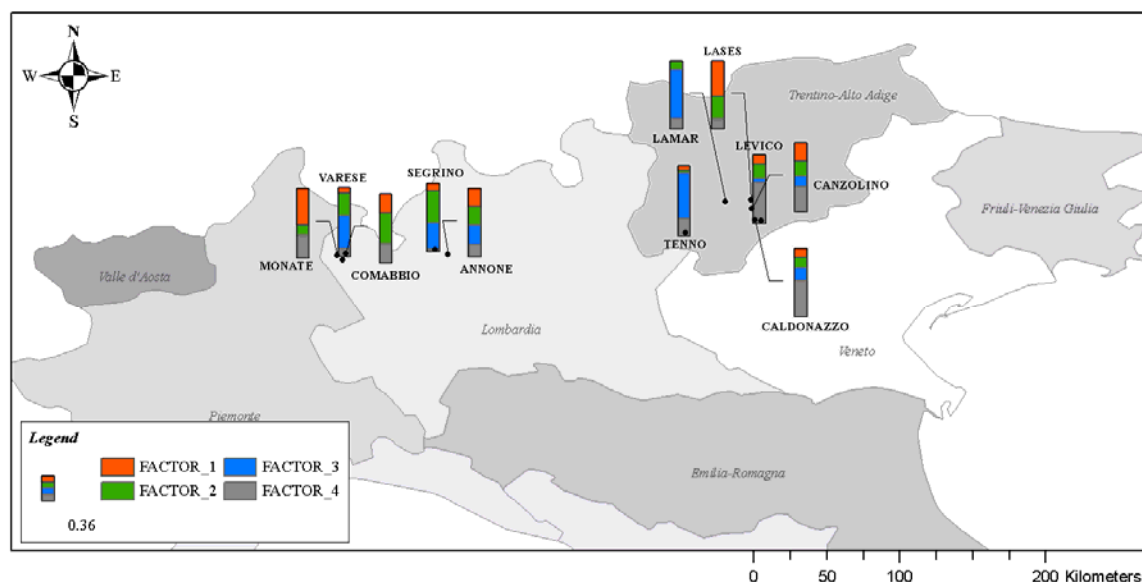 N
W E
S
LASES
Trentino-Alto Adige
LAMAR
LEVICO
CANZOLINO
SEGRINO
VARESE
TENNO
Friuli-Venezia Giulia
MONATE
COMABBIO
ANNONE
Valle d'Aosta
CALDONAZZO
Lombardia
Veneto
Piemonte
Emilia-Romagna
Legend
FACTOR_1 FACTOR_3
FACTOR_2 FACTOR_4
0.36
0 50 100 200 Kilometers